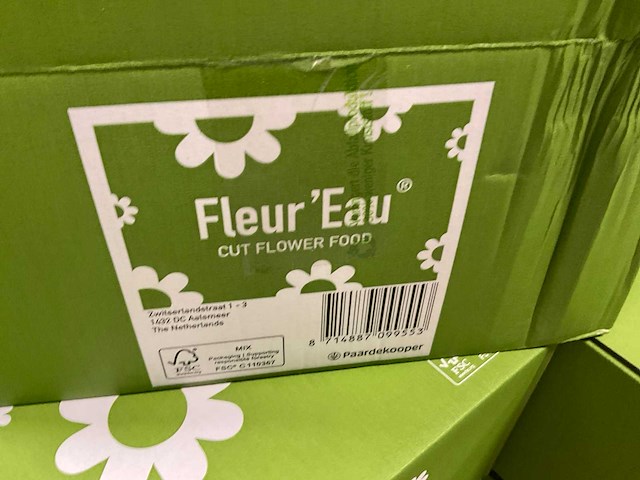 Fleur'Eau®
CUT FLOWER FOOD
Zwitserlandstraat 1 - 3
1432 DC Aalsmeer
The Netherlands
FSC
MIX
Packaging | Supporting
responsible forestry
FSC® C110367
8 714887 099553
Paardekooper
FSC